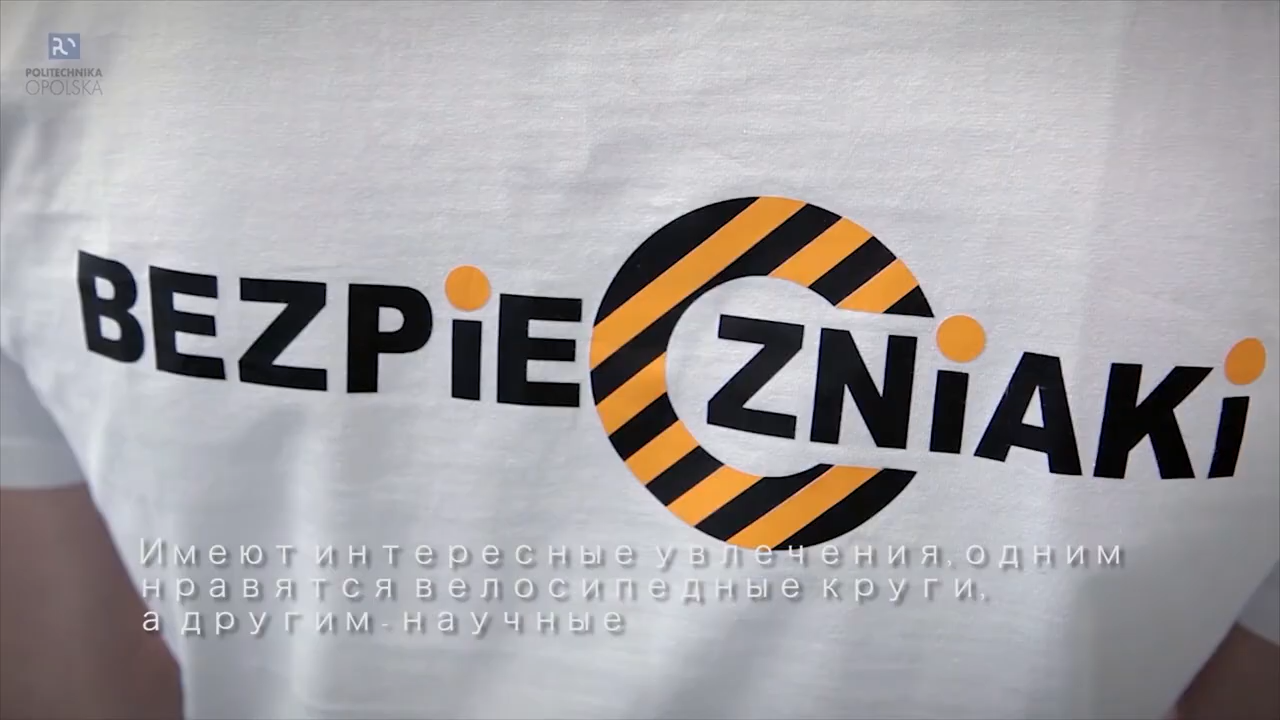 POLITECHNIKA
OPOLSKA
BEZPiECZNiAKi
Имеют интересные увлечения, одним
нравятся велосипедные круги,
а другим - научные